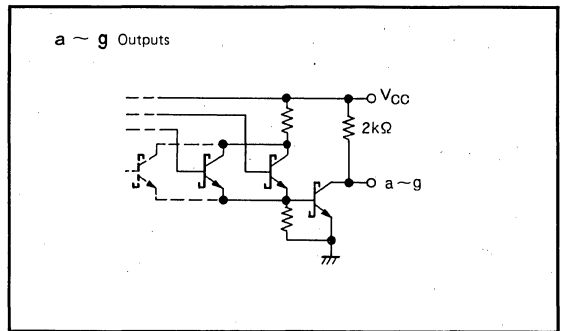 a ~ g Outputs
VCC
2kΩ
a~g